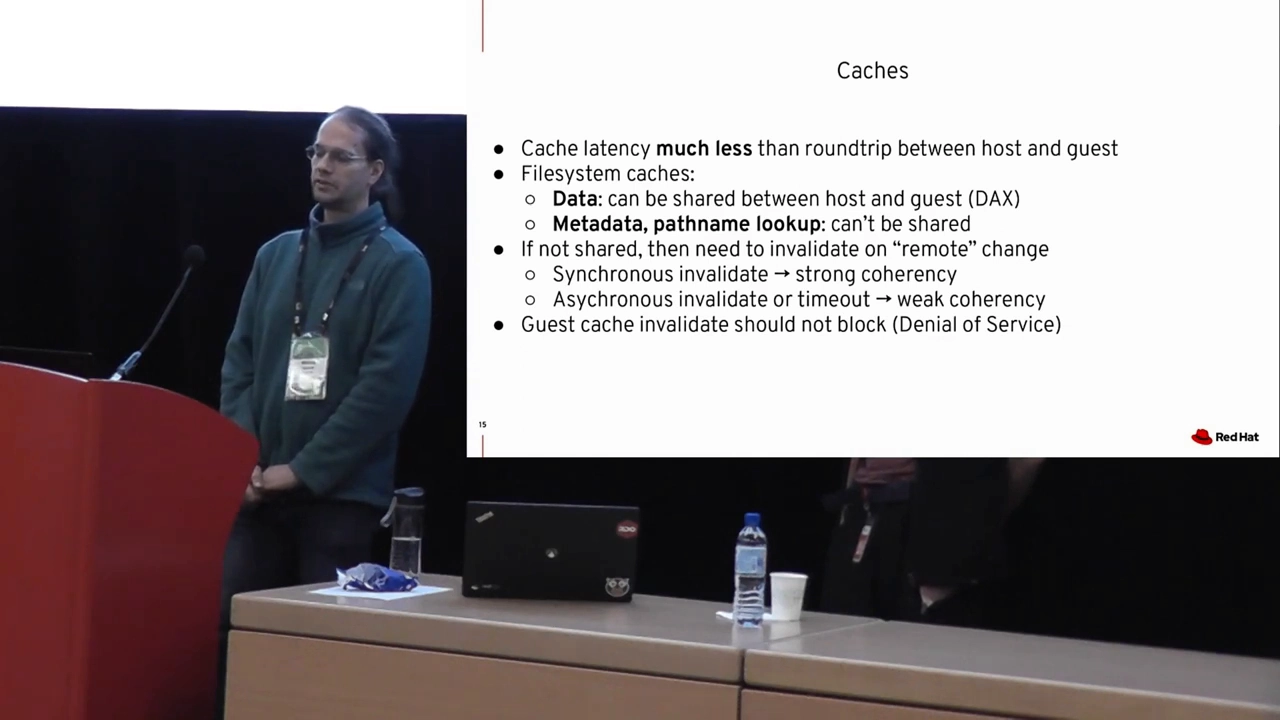 Caches
● Cache latency much less than roundtrip between host and guest
● Filesystem caches:
○ Data: can be shared between host and guest (DAX)
○ Metadata, pathname lookup: can’t be shared
● If not shared, then need to invalidate on “remote” change
○ Synchronous invalidate → strong coherency
○ Asychronous invalidate or timeout → weak coherency
● Guest cache invalidate should not block (Denial of Service)
15
Red Hat